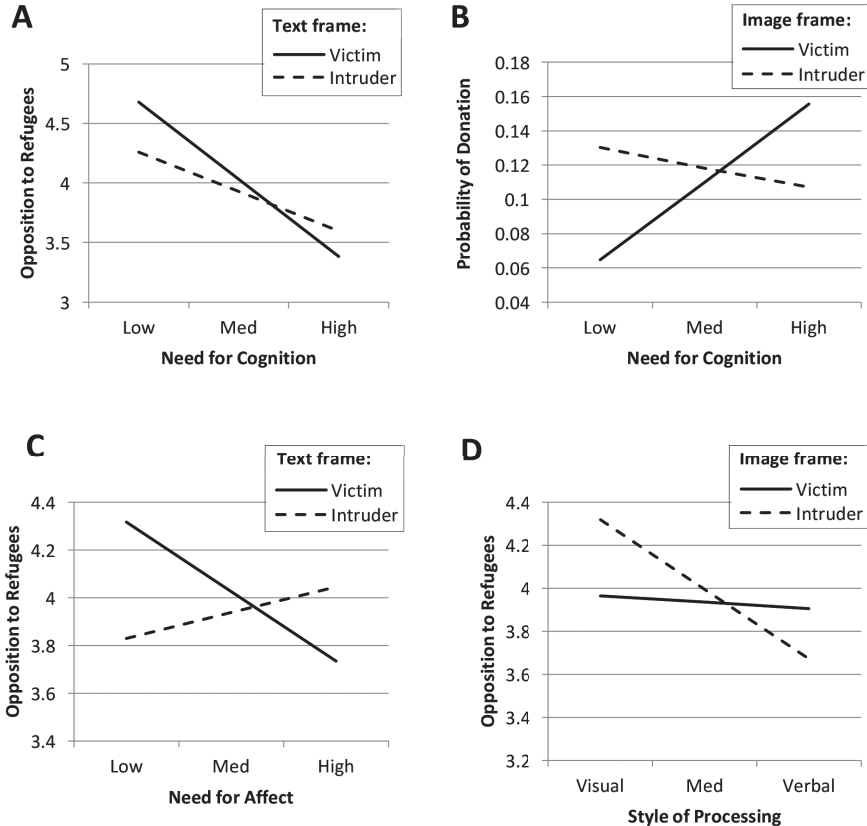 A
Text frame:
Victim
Intruder
5
4.5
4
3.5
3
Opposition to Refugees
Low Med High
Need for Cognition
B
Image frame:
Victim
Intruder
0.18
0.16
0.14
0.12
0.1
0.08
0.06
0.04
Probability of Donation
Low Med High
Need for Cognition
C
Text frame:
Victim
Intruder
4.4
4.2
4
3.8
3.6
3.4
Opposition to Refugees
Low Med High
Need for Affect
D
Image frame:
Victim
Intruder
4.4
4.2
4
3.8
3.6
3.4
3.2
Opposition to Refugees
Visual Med Verbal
Style of Processing